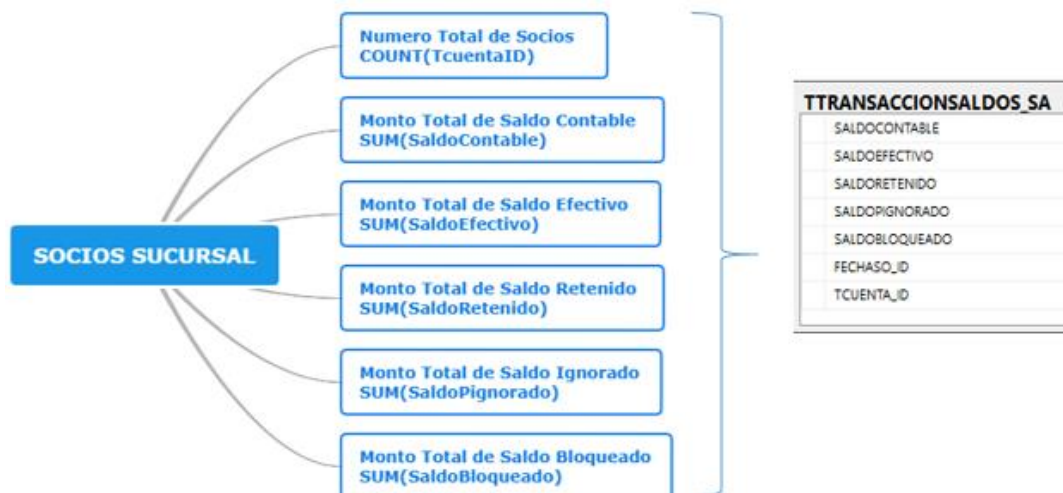 SOCIOS SUCURSAL
Numero Total de Socios
COUNT(TcuentaID)
Monto Total de Saldo Contable
SUM(SaldoContable)
Monto Total de Saldo Efectivo
SUM(SaldoEfectivo)
Monto Total de Saldo Retenido
SUM(SaldoRetenido)
Monto Total de Saldo Ignorado
SUM(SaldoPignorado)
Monto Total de Saldo Bloqueado
SUM(SaldoBloqueado)
TTRANSACCIONSALDOS_SA
SALDOCONTABLE
SALDOEFECTIVO
SALDORETENIDO
SALDOPIGNORADO
SALDOBLOQUEADO
FECHASO_ID
TCUENTA_ID